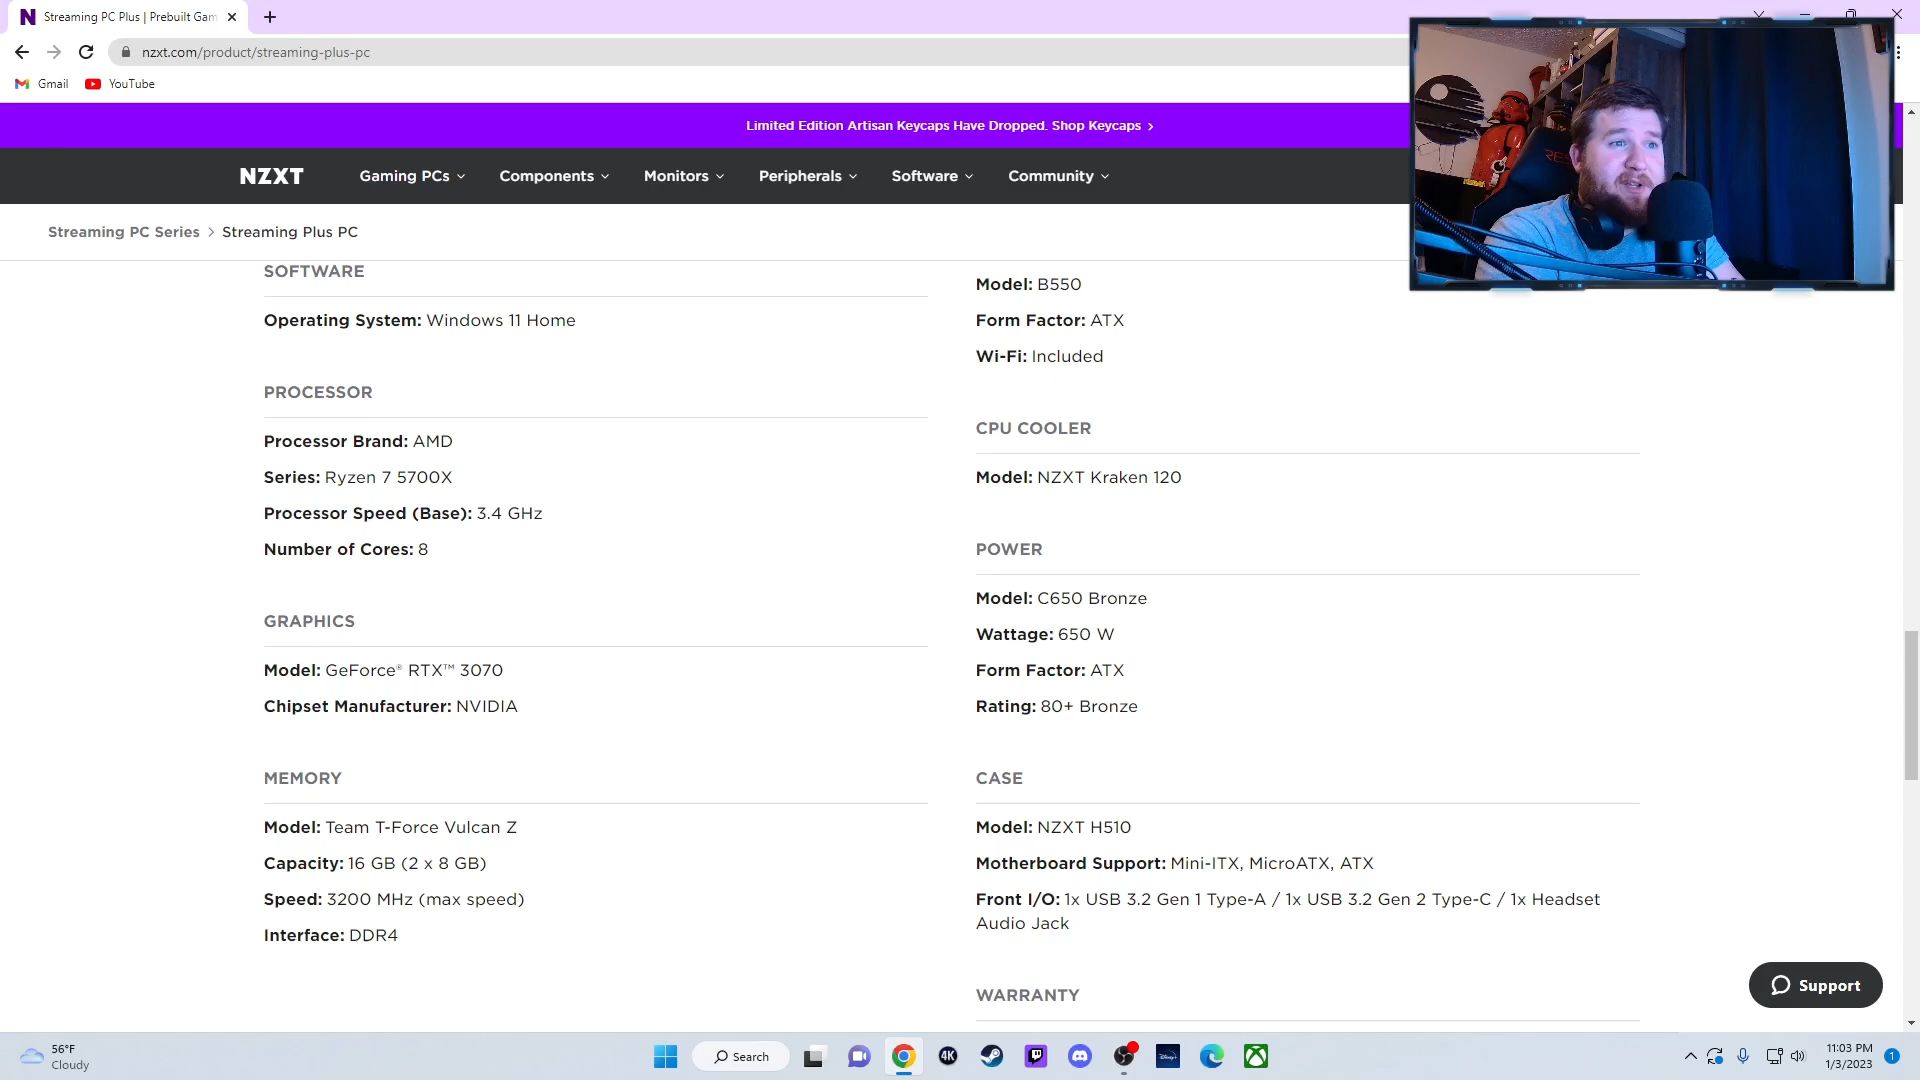 Streaming PC Plus | Prebuilt Gam
nzxt.com/product/streaming-plus-pc
Gmail
YouTube
Limited Edition Artisan Keycaps Have Dropped. Shop Keycaps
NZXT
Gaming PCs
Components
Monitors
Peripherals
Software
Community
Streaming PC Series > Streaming Plus PC
SOFTWARE
Operating System: Windows 11 Home
PROCESSOR
Processor Brand: AMD
Series: Ryzen 7 5700X
Processor Speed (Base): 3.4 GHz
Number of Cores: 8
GRAPHICS
Model: GeForce® RTX™ 3070
Chipset Manufacturer: NVIDIA
MEMORY
Model: Team T-Force Vulcan Z
Capacity: 16 GB (2 x 8 GB)
Speed: 3200 MHz (max speed)
Interface: DDR4
Model: B550
Form Factor: ATX
Wi-Fi: Included
CPU COOLER
Model: NZXT Kraken 120
POWER
Model: C650 Bronze
Wattage: 650 W
Form Factor: ATX
Rating: 80+ Bronze
CASE
Model: NZXT H510
Motherboard Support: Mini-ITX, MicroATX, ATX
Front I/O: 1x USB 3.2 Gen 1 Type-A / 1x USB 3.2 Gen 2 Type-C / 1x Headset
Audio Jack
WARRANTY
Support
56°F
Cloudy
Search
4K
11:03 PM
1/3/2023
1